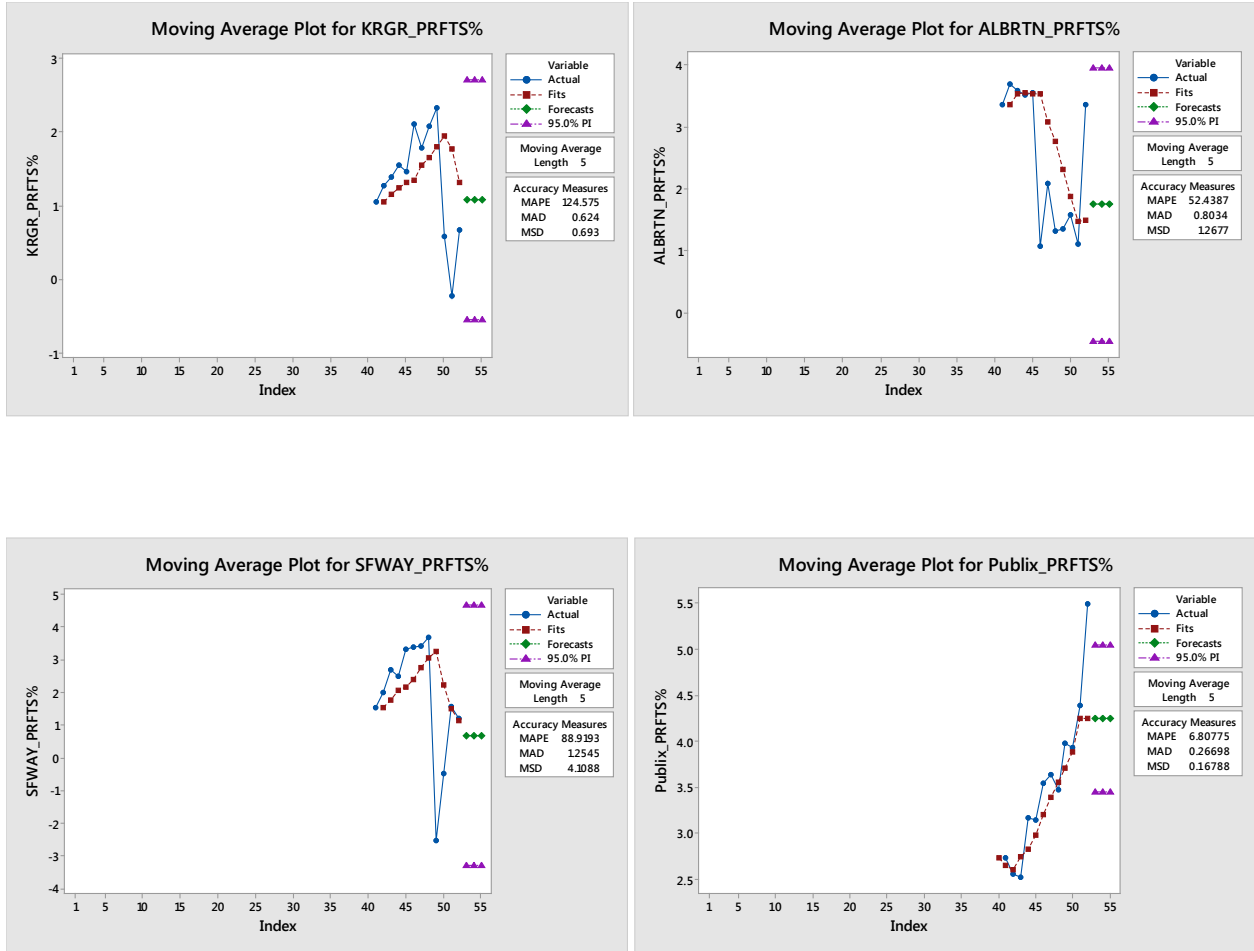 Moving Average Plot for KRGR_PRFTS%
KRGR_PRFTS%
3
2
1
0
-1
1 5 10 15 20 25 30 35 40 45 50 55
Index
Variable
Actual
Fits
Forecasts
95.0% PI
Moving Average
Length 5
Accuracy Measures
MAPE 124.575
MAD 0.624
MSD 0.693
Moving Average Plot for ALBRTN_PRFTS%
ALBRTN_PRFTS%
4
3
2
1
0
1 5 10 15 20 25 30 35 40 45 50 55
Index
Variable
Actual
Fits
Forecasts
95.0% PI
Moving Average
Length 5
Accuracy Measures
MAPE 52.4387
MAD 0.8034
MSD 1.2677
Moving Average Plot for SFWAY_PRFTS%
SFWAY_PRFTS%
5
4
3
2
1
0
-1
-2
-3
-4
1 5 10 15 20 25 30 35 40 45 50 55
Index
Variable
Actual
Fits
Forecasts
95.0% PI
Moving Average
Length 5
Accuracy Measures
MAPE 88.9193
MAD 1.2545
MSD 4.1088
Moving Average Plot for Publix_PRFTS%
Publix_PRFTS%
5.5
5.0
4.5
4.0
3.5
3.0
2.5
1 5 10 15 20 25 30 35 40 45 50 55
Index
Variable
Actual
Fits
Forecasts
95.0% PI
Moving Average
Length 5
Accuracy Measures
MAPE 6.80775
MAD 0.26698
MSD 0.16788